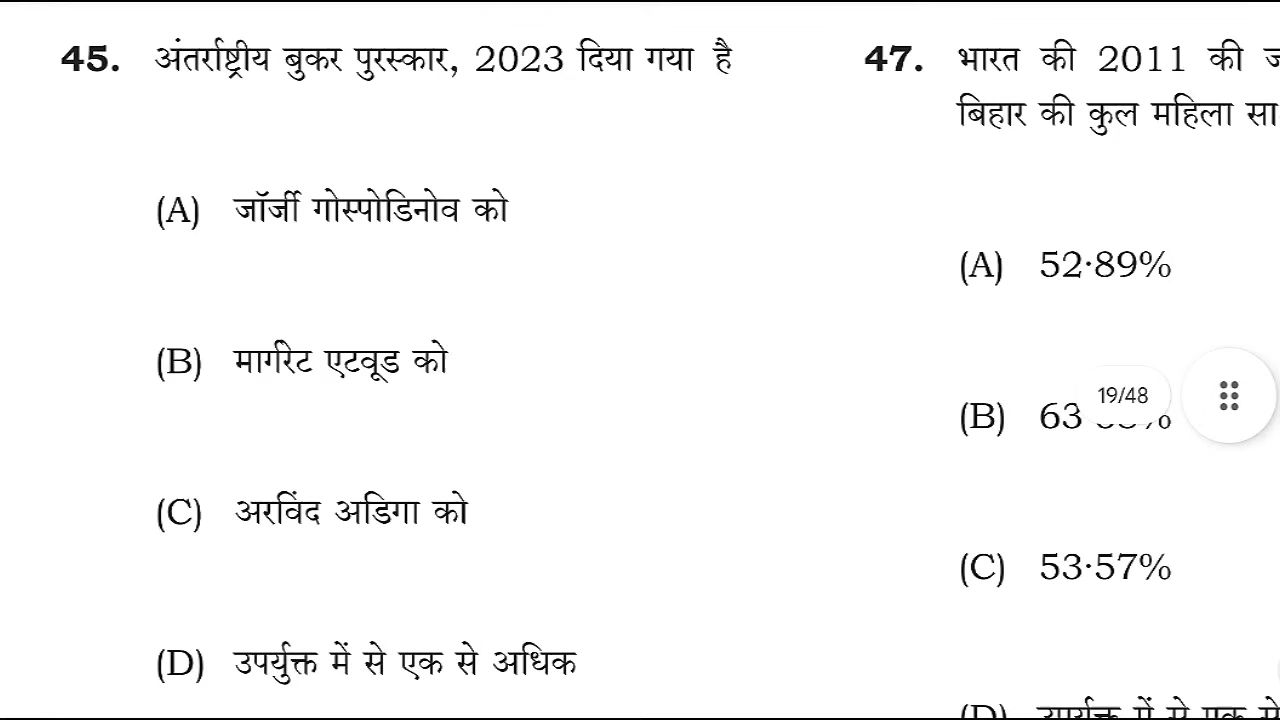 45. अंतर्राष्ट्रीय बुकर पुरस्कार, 2023 दिया गया है
(A) जॉर्जी गोस्पोडिनोव को
(B) मार्गरेट एटवूड को
(C) अरविंद अडिगा को
(D) उपर्युक्त में से एक से अधिक
47. भारत की 2011 की
बिहार की कुल महिला
(A) 52·89%
(B) 63
19/48
(C) 53·57%